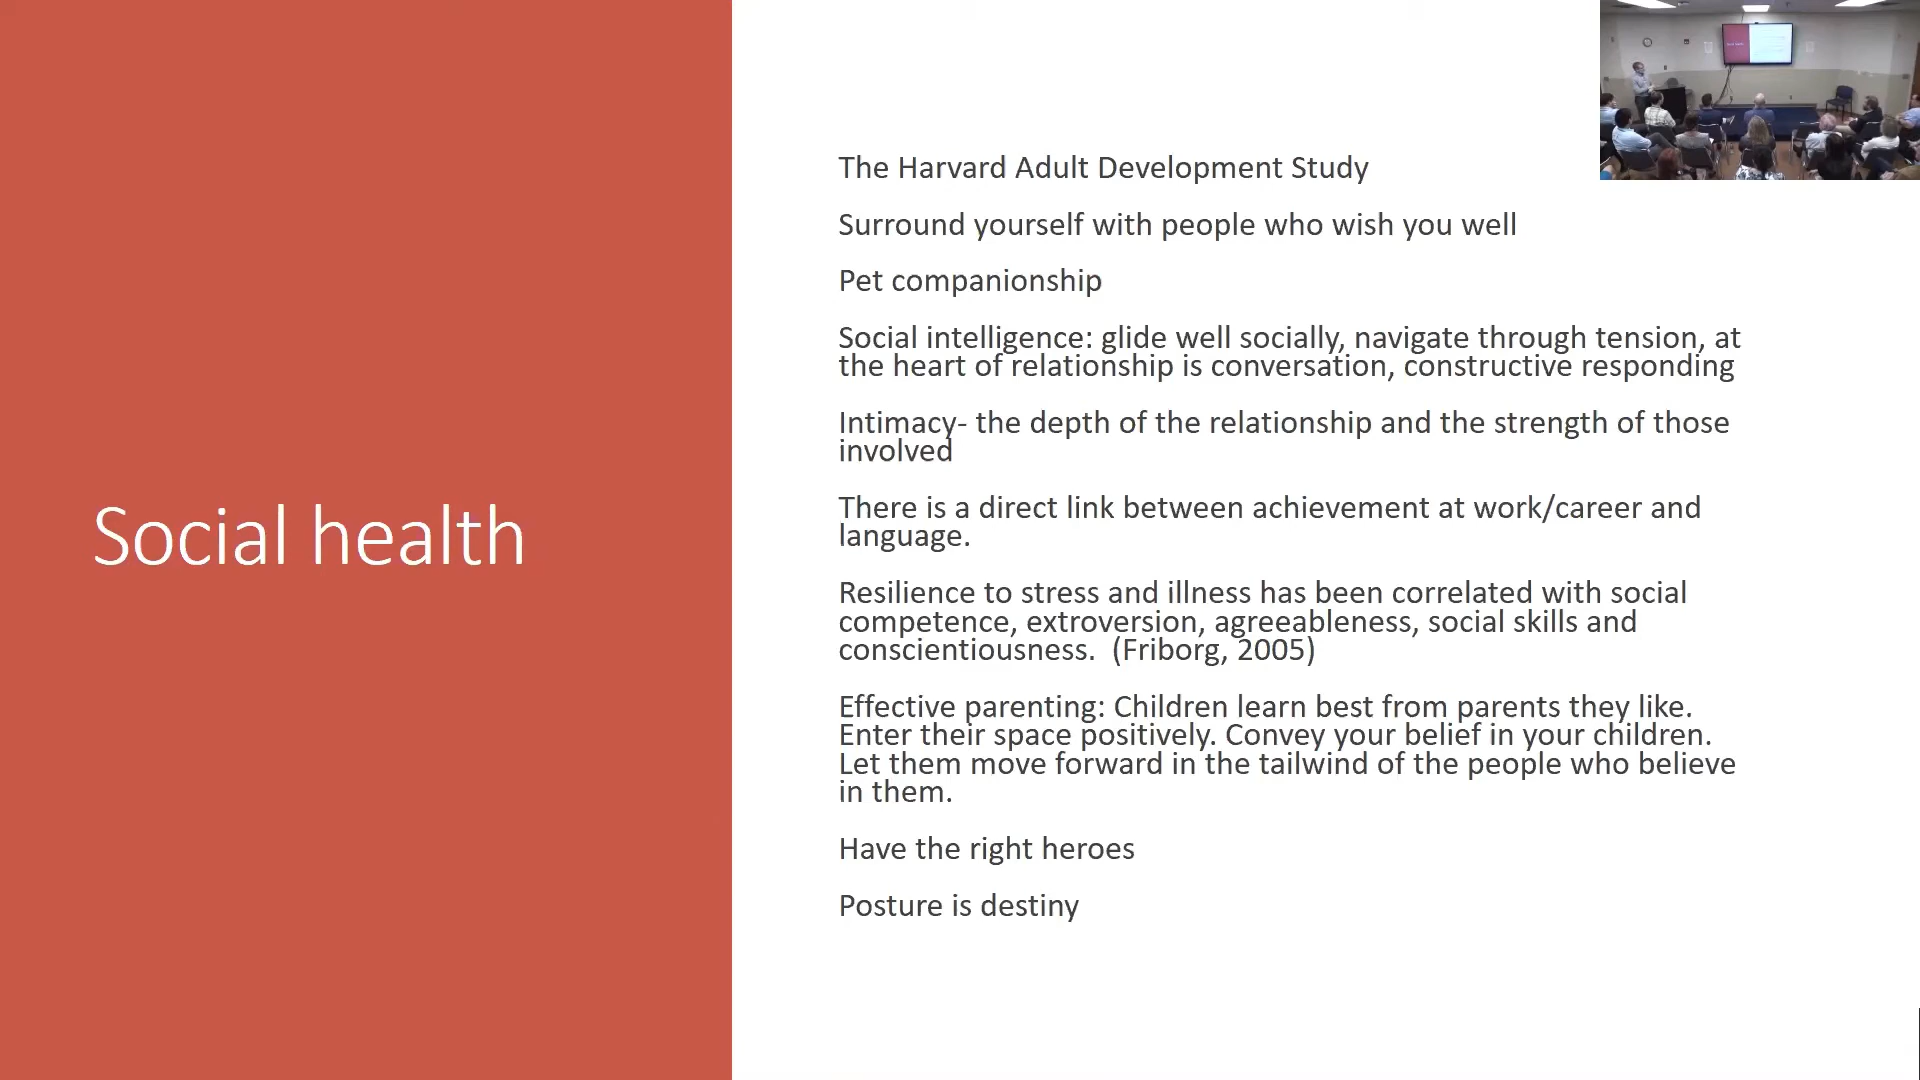 Social health
The Harvard Adult Development Study
Surround yourself with people who wish you well
Pet companionship
Social intelligence: glide well socially, navigate through tension, at
the heart of relationship is conversation, constructive responding
Intimacy- the depth of the relationship and the strength of those
involved
There is a direct link between achievement at work/career and
language.
Resilience to stress and illness has been correlated with social
competence, extroversion, agreeableness, social skills and
conscientiousness.  (Friborg, 2005)
Effective parenting: Children learn best from parents they like.
Enter their space positively. Convey your belief in your children.
Let them move forward in the tailwind of the people who believe
in them.
Have the right heroes
Posture is destiny